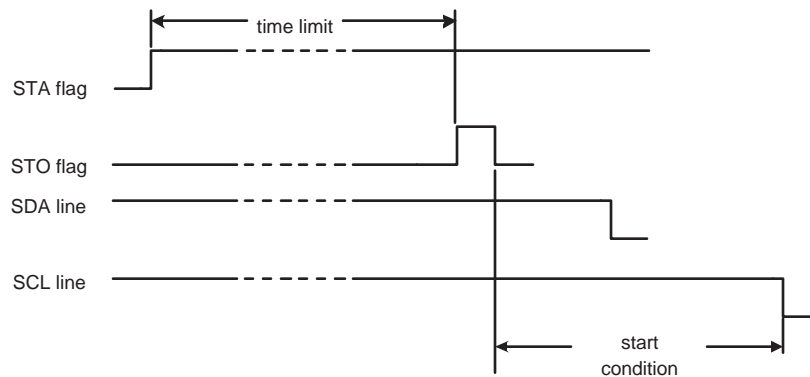 time limit
STA flag
STO flag
SDA line
SCL line
start
condition